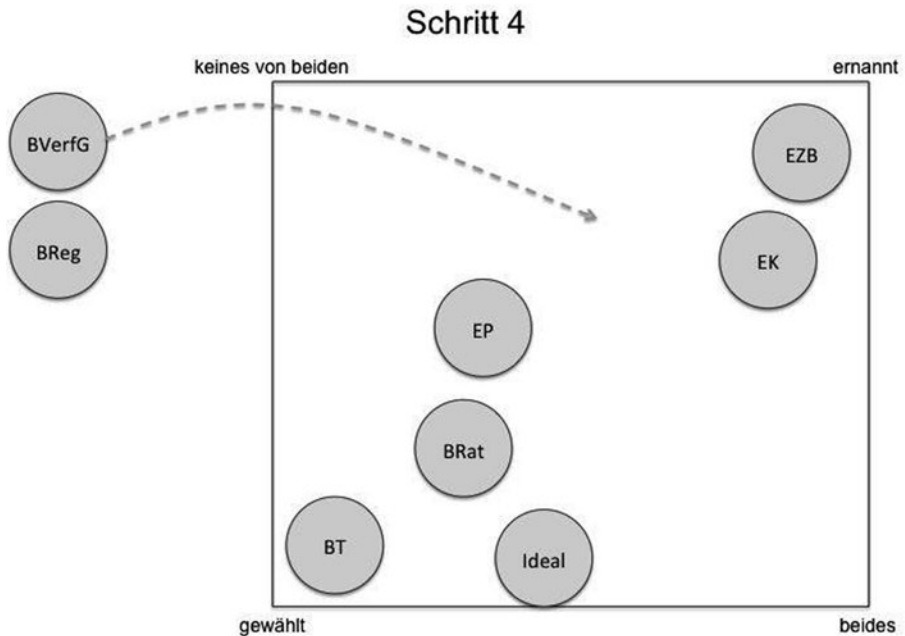 Schritt 4
keines von beiden
ernannt
BVerfG
EZB
BReg
EK
EP
BRat
BT
Ideal
gewählt
beides